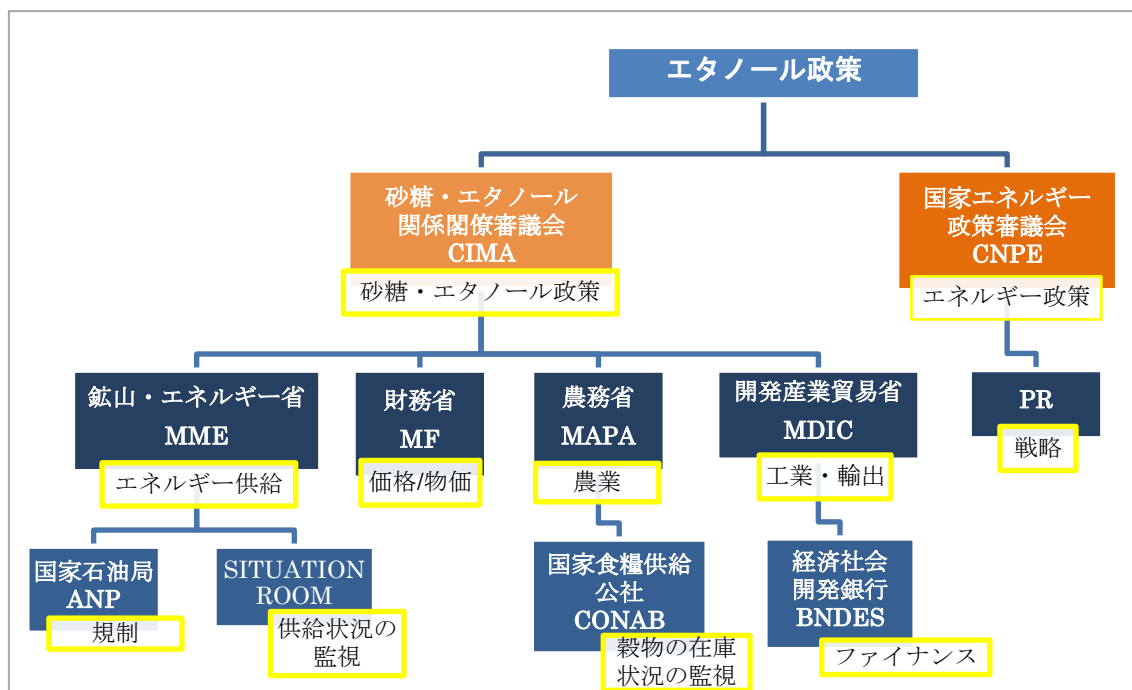 エタノール政策
砂糖・エタノール
関係閣僚審議会
CIMA
砂糖・エタノール政策
国家エネルギー
政策審議会
CNPE
エネルギー政策
鉱山・エネルギー省
MME
エネルギー供給
財務省
MF
価格/物価
農務省
MAPA
農業
開発産業貿易省
MDIC
工業・輸出
PR
戦略
国家石油局
ANP
規制
SITUATION
ROOM
供給状況の
監視
国家食糧供給
公社
CONAB
穀物の在庫
状況の監視
経済社会
開発銀行
BNDES
ファイナンス